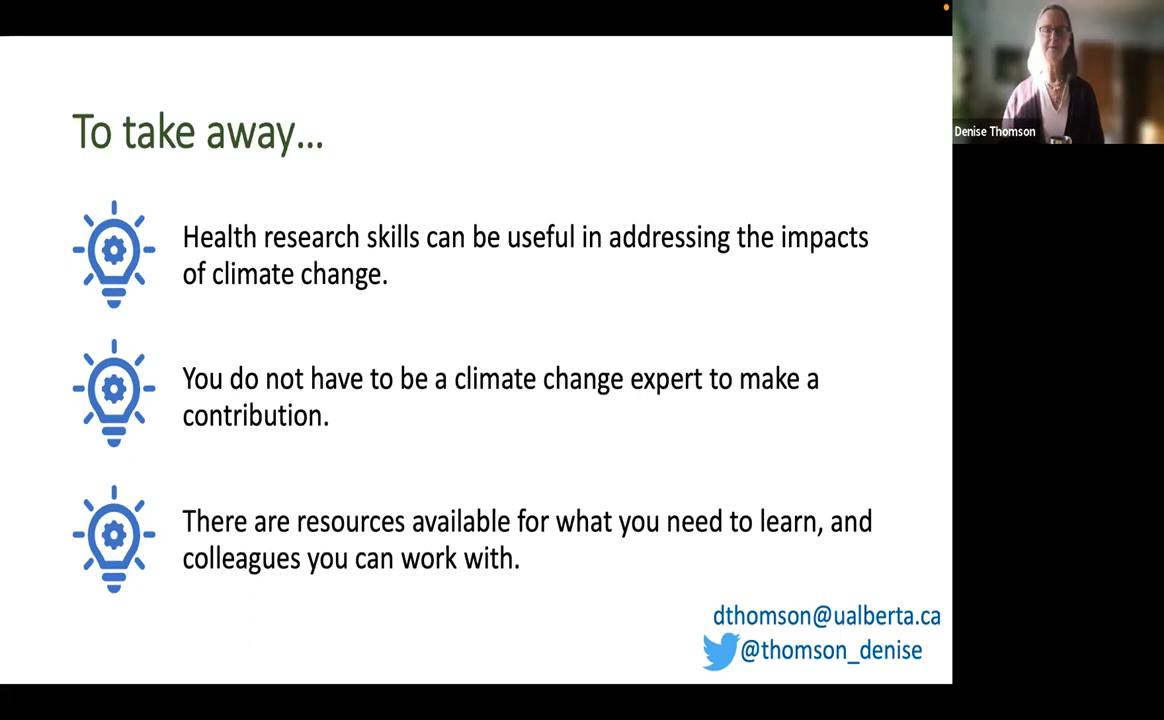 To take away...
Health research skills can be useful in addressing the impacts
of climate change.
You do not have to be a climate change expert to make a
contribution.
There are resources available for what you need to learn, and
colleagues you can work with.
dthomson@ualberta.ca
@thomson_denise
Denise Thomson